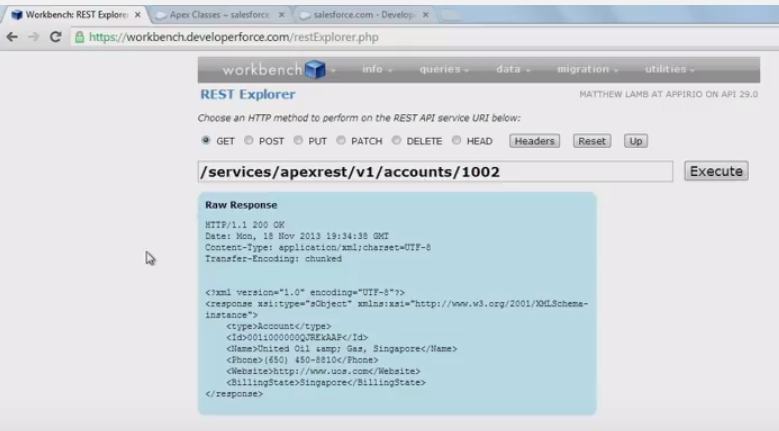 Workbench: REST Explorer
Apex Classes ~ salesforce
salesforce.com - Develop
https://workbench.developerforce.com/restExplorer.php
workbench info queries data migration utilities
REST Explorer
MATTHEW LAMB AT APPIRIO ON API 29.0
Choose an HTTP method to perform on the REST API service URI below:
GET POST PUT PATCH DELETE HEAD Headers Reset Up
/services/apexrest/v1/accounts/1002 Execute
Raw Response
HTTP/1.1 200 OK
Date: Mon, 18 Nov 2013 19:34:38 GMT
Content-Type: application/xml;charset=UTF-8
Transfer-Encoding: chunked
<?xml version="1.0" encoding="UTF-8"?>
<response xsi:type="sObject" xmlns:xsi="http://www.w3.org/2001/XMLSchema-
instance">
<type>Account</type>
<Id>001i000000QJREkAAP</Id>
<Name>United Oil &amp; Gas, Singapore</Name>
<Phone>(650) 450-8810</Phone>
<Website>http://www.uos.com</Website>
<BillingState>Singapore</BillingState>
</response>